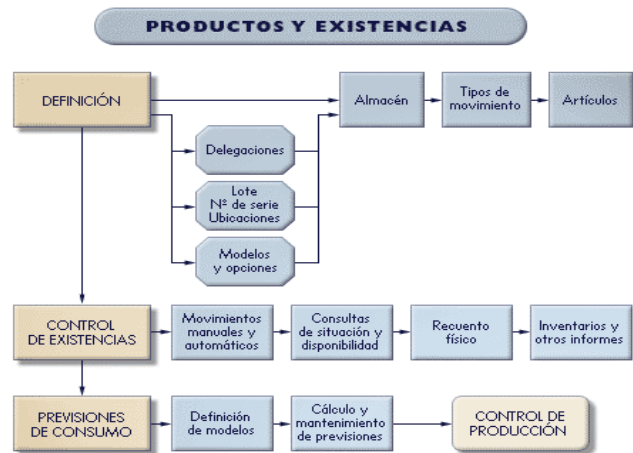 PRODUCTOS Y EXISTENCIAS
DEFINICIÓN
Almacén
Tipos de
movimiento
Artículos
Delegaciones
Lote
Nº de serie
Ubicaciones
Modelos
y opciones
CONTROL
DE EXISTENCIAS
Movimientos
manuales y
automáticos
Consultas
de situación y
disponibilidad
Recuento
físico
Inventarios y
otros informes
PREVISIONES
DE CONSUMO
Definición
de modelos
Cálculo y
mantenimiento
de previsiones
CONTROL DE
PRODUCCIÓN